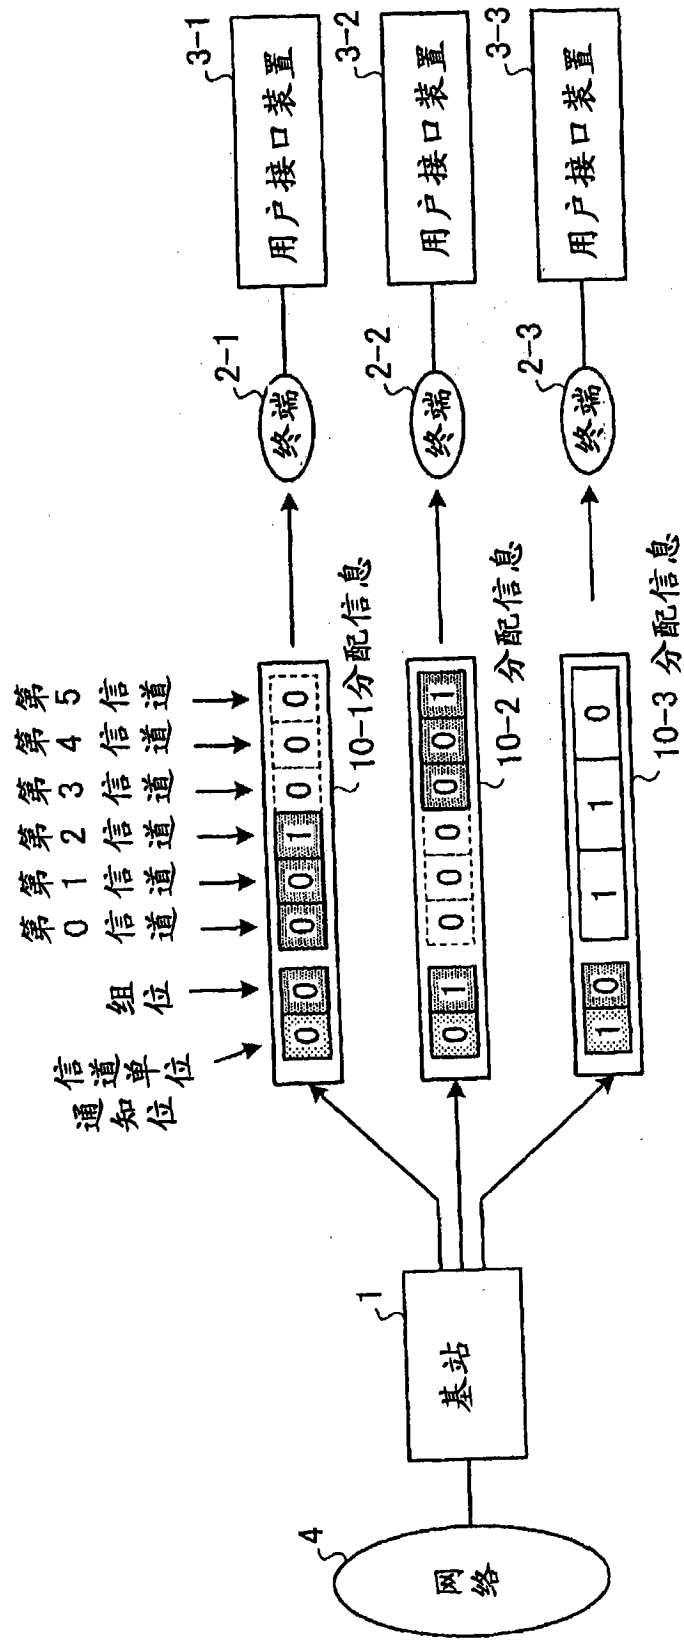 网络
4
基站
1
信道单位
通知位
组位
第0信道
第1信道
第2信道
第3信道
第4信道
第5信道
0 0 0 0 1 0 0 0
10-1 分配信息
0 1 0 0 0 0 0 1
10-2 分配信息
1 0 1 1 0
10-3 分配信息
终端
2-1
终端
2-2
终端
2-3
用户接口装置
3-1
用户接口装置
3-2
用户接口装置
3-3